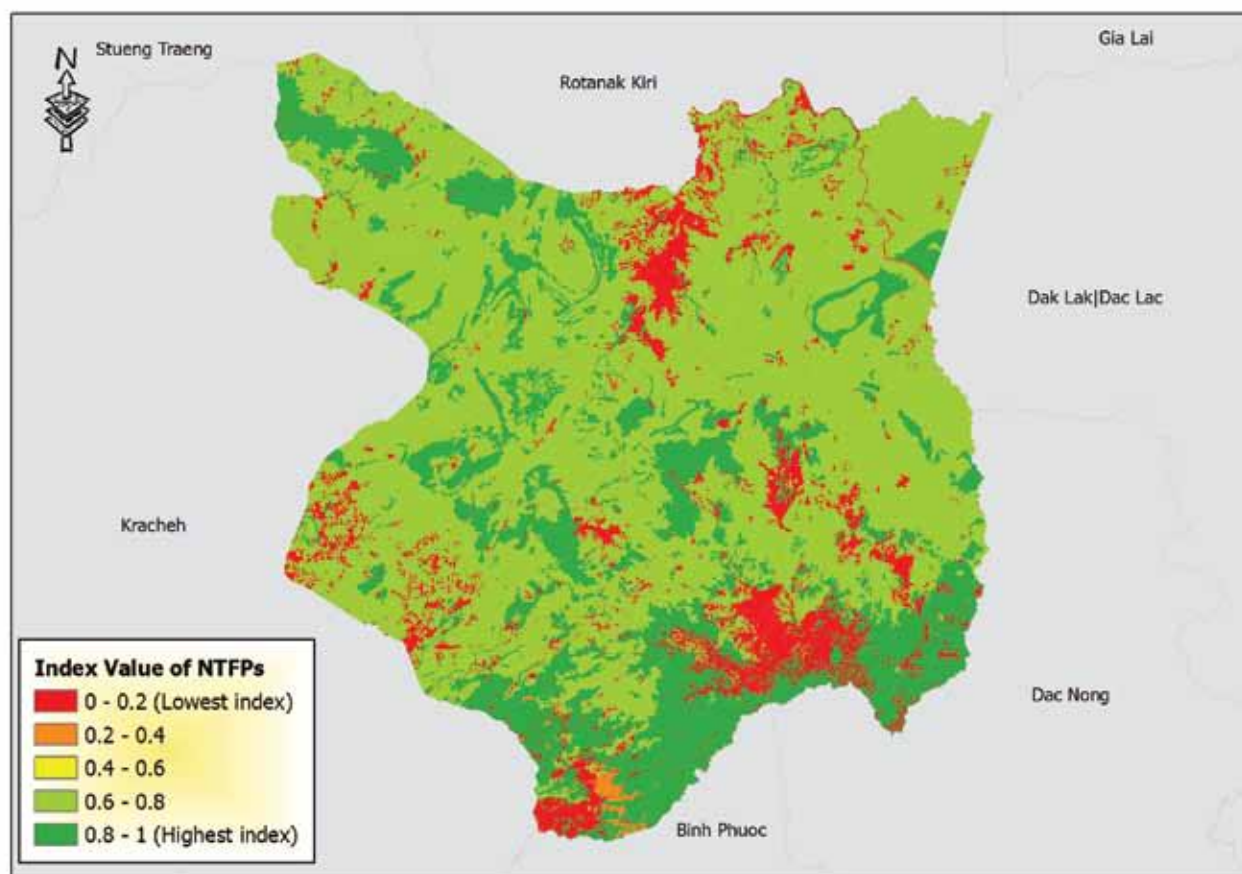 Gia Lai
Stueng Traeng
N
Rotanak Kiri
Dak Lak|Dac Lac
Kracheh
Dac Nong
Binh Phuoc
Index Value of NTFPs
0 - 0.2 (Lowest index)
0.2 - 0.4
0.4 - 0.6
0.6 - 0.8
0.8 - 1 (Highest index)